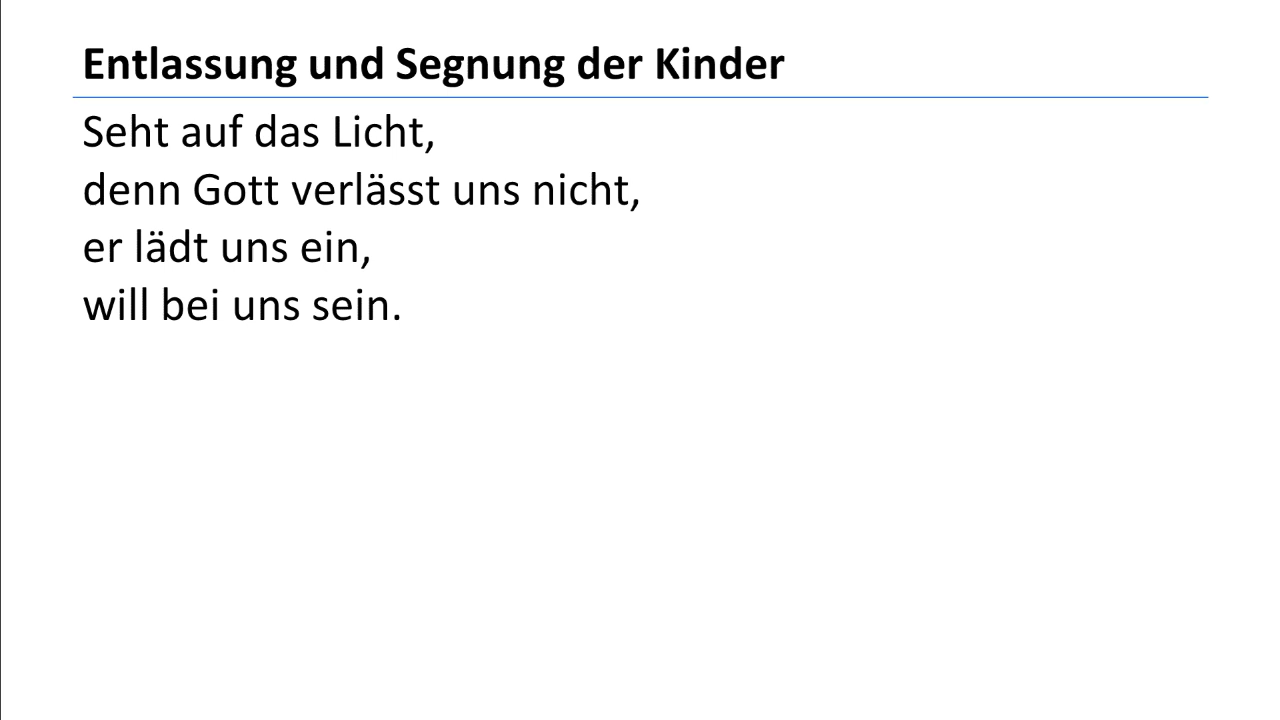 Entlassung und Segnung der Kinder
Seht auf das Licht,
denn Gott verlässt uns nicht,
er lädt uns ein,
will bei uns sein.